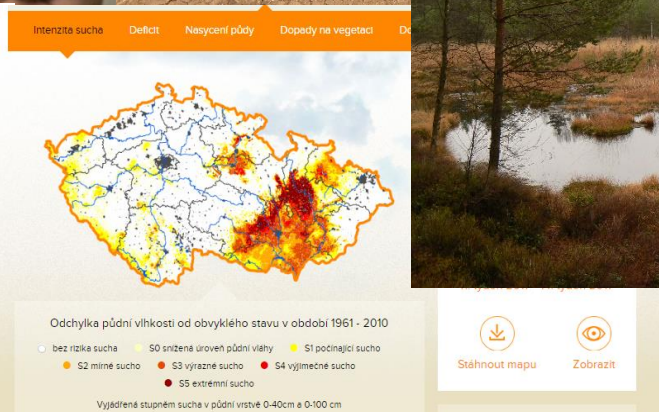 Intenzita sucha Deficit Nasycení půdy Dopady na vegetaci
Odchylka půdní vlhkosti od obvyklého stavu v období 1961 - 2010
bez rizika sucha S0 snížená úroveň půdní vláhy S1 počínající sucho
S2 mírné sucho S3 výrazné sucho S4 výjimečné sucho
S5 extrémní sucho
Vyjádřená stupněm sucha v půdní vrstvě 0-40cm a 0-100 cm
Stáhnout mapu Zobrazit